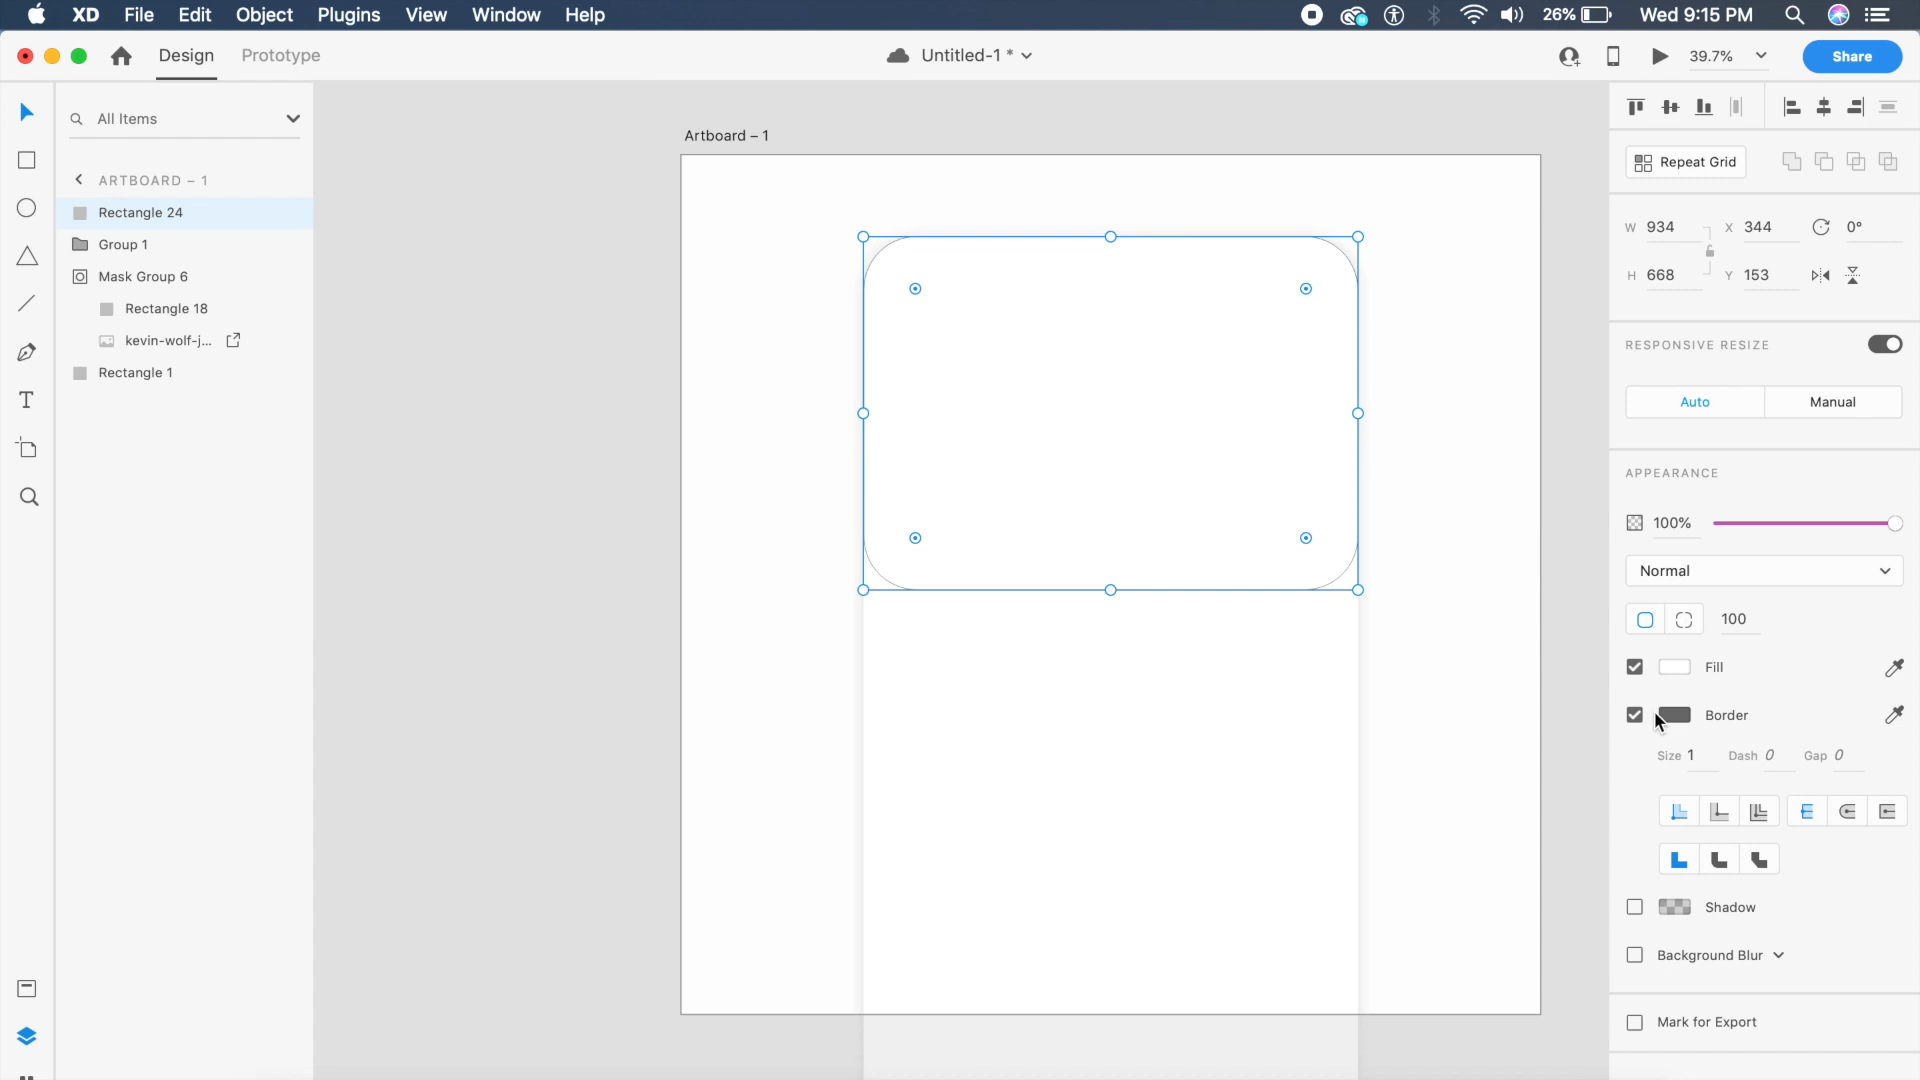 XD File Edit Object Plugins View Window Help 26% Wed 9:15 PM
Design Prototype Untitled-1 * 39.7% Share
All Items
Artboard – 1
Repeat Grid
ARTBOARD – 1
Rectangle 24
W 934 X 344 0°
Group 1
Mask Group 6
H 668 Y 153
Rectangle 18
kevin-wolf-j...
RESPONSIVE RESIZE
Rectangle 1
Auto Manual
APPEARANCE
100%
Normal
100
Fill
Border
Size 1 Dash 0 Gap 0
Shadow
Background Blur
Mark for Export